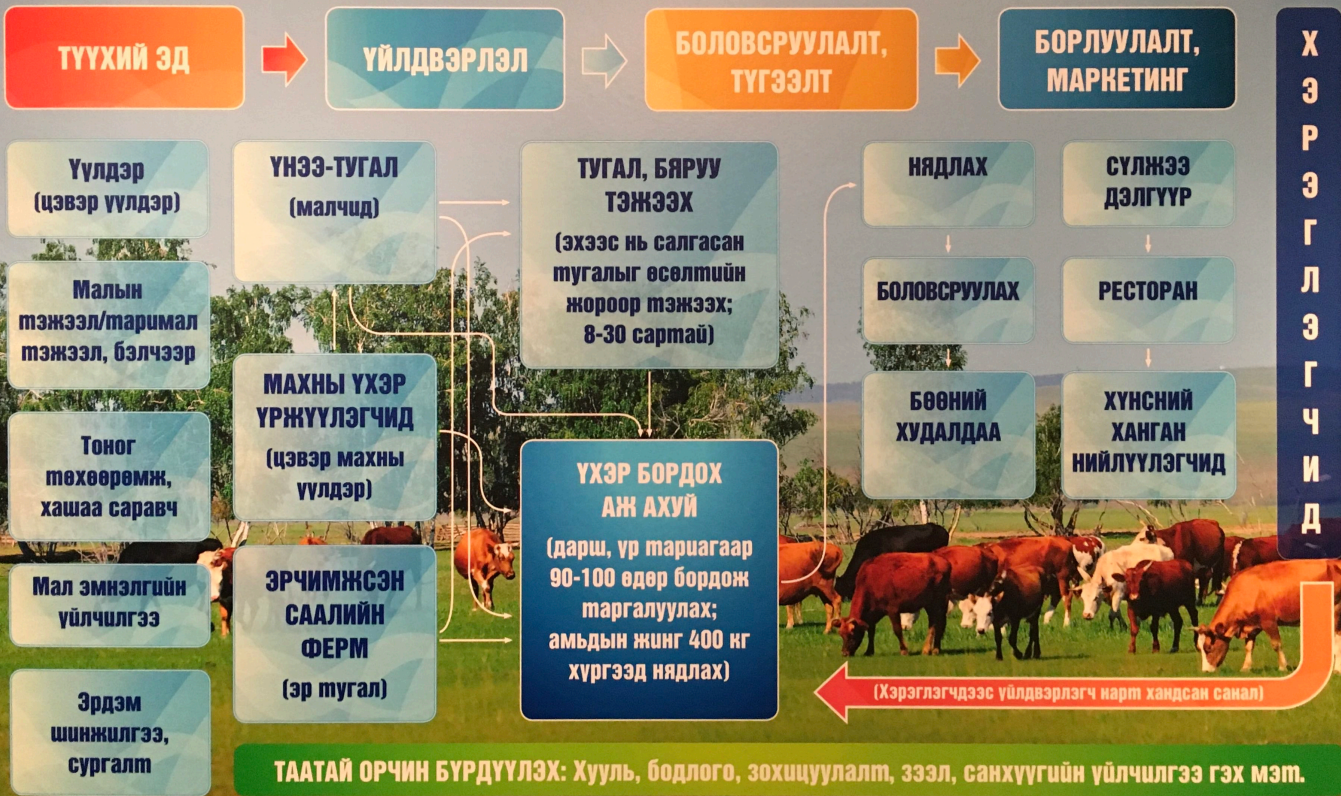 ТҮҮХИЙ ЭД
ҮЙЛДВЭРЛЭЛ
БОЛОВСРУУЛАЛТ,
ТҮГЭЭЛТ
БОРЛУУЛАЛТ,
МАРКЕТИНГ
ХЭРЭГЛЭГЧИД
Үүлдэр
(цэвэр үүлдэр)
Малын
тэжээл/таримал
тэжээл, бэлчээр
Тоног
төхөөрөмж,
хашаа саравч
Мал эмнэлгийн
үйлчилгээ
Эрдэм
шинжилгээ,
сургалт
ҮНЭЭ-ТУГАЛ
(малчид)
МАХНЫ ҮХЭР
ҮРЖҮҮЛЭГЧИД
(цэвэр махны
үүлдэр)
ЭРЧИМЖСЭН
СААЛИЙН
ФЕРМ
(эр тугал)
ТУГАЛ, БЯРУУ
ТЭЖЭЭХ
(эхээс нь салгасан
тугалыг өсөлтийн
жороор тэжээх;
8-30 сартай)
ҮХЭР БОРДОХ
АЖ АХУЙ
(дарш, үр тариагаар
90-100 өдөр бордож
таргалуулах;
амьдын жинг 400 кг
хүргээд нядлах)
НЯДЛАХ
БОЛОВСРУУЛАХ
БӨӨНИЙ
ХУДАЛДАА
СҮЛЖЭЭ
ДЭЛГҮҮР
РЕСТОРАН
ХҮНСНИЙ
ХАНГАН
НИЙЛҮҮЛЭГЧИД
(Хэрэглэгчдээс үйлдвэрлэгч нарт хандсан санал)
ТААТАЙ ОРЧИН БҮРДҮҮЛЭХ: Хууль, бодлого, зохицуулалт, зээл, санхүүгийн үйлчилгээ гэх мэт.